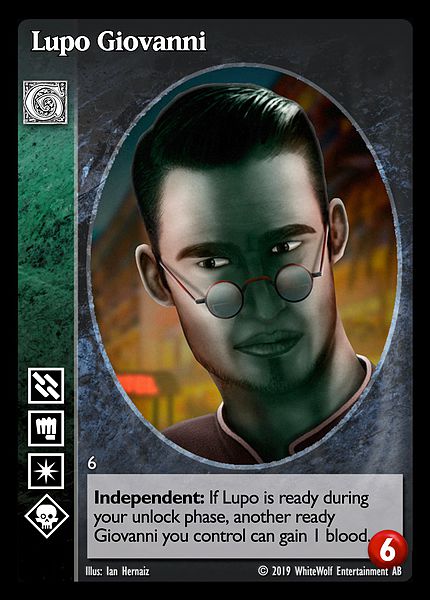 Lupo Giovanni
G
6
Independent: If Lupo is ready during
your unlock phase, another ready
Giovanni you control can gain 1 blood.
6
Illus: Ian Hernaiz © 2019 WhiteWolf Entertainment AB